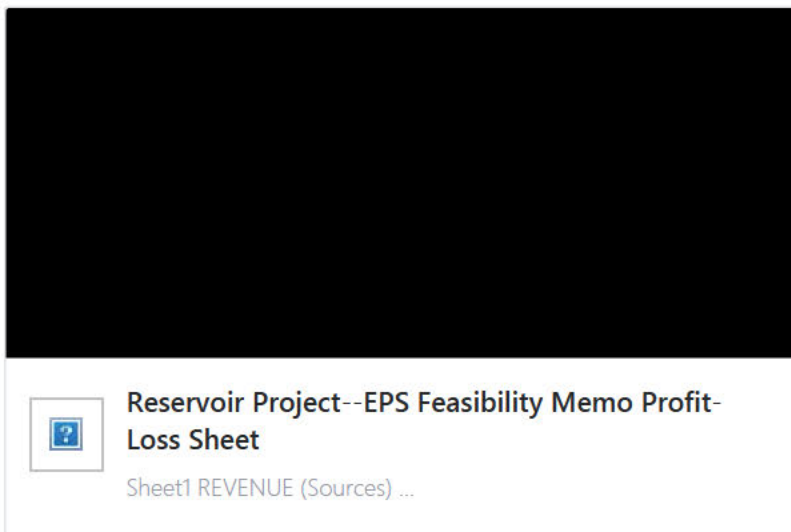 Reservoir Project--EPS Feasibility Memo Profit-
Loss Sheet
Sheet1 REVENUE (Sources) ...